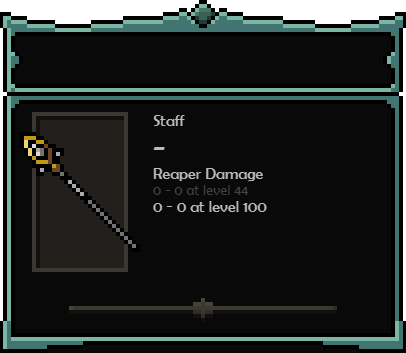 Staff
–
Reaper Damage
0 - 0 at level 44
0 - 0 at level 100